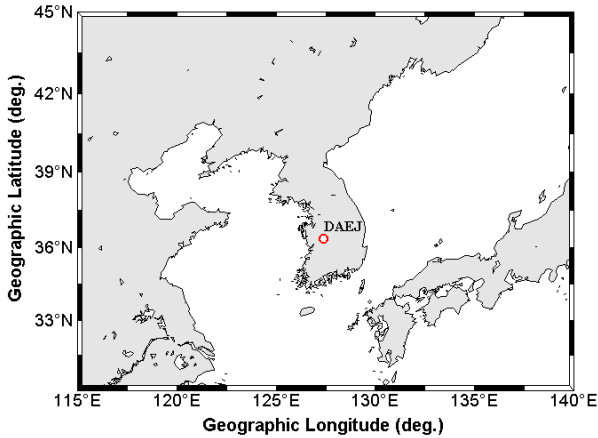 45°N
42°N
39°N
36°N
33°N
Geographic Latitude (deg.)
DAEJ
115°E 120°E 125°E 130°E 135°E 140°E
Geographic Longitude (deg.)